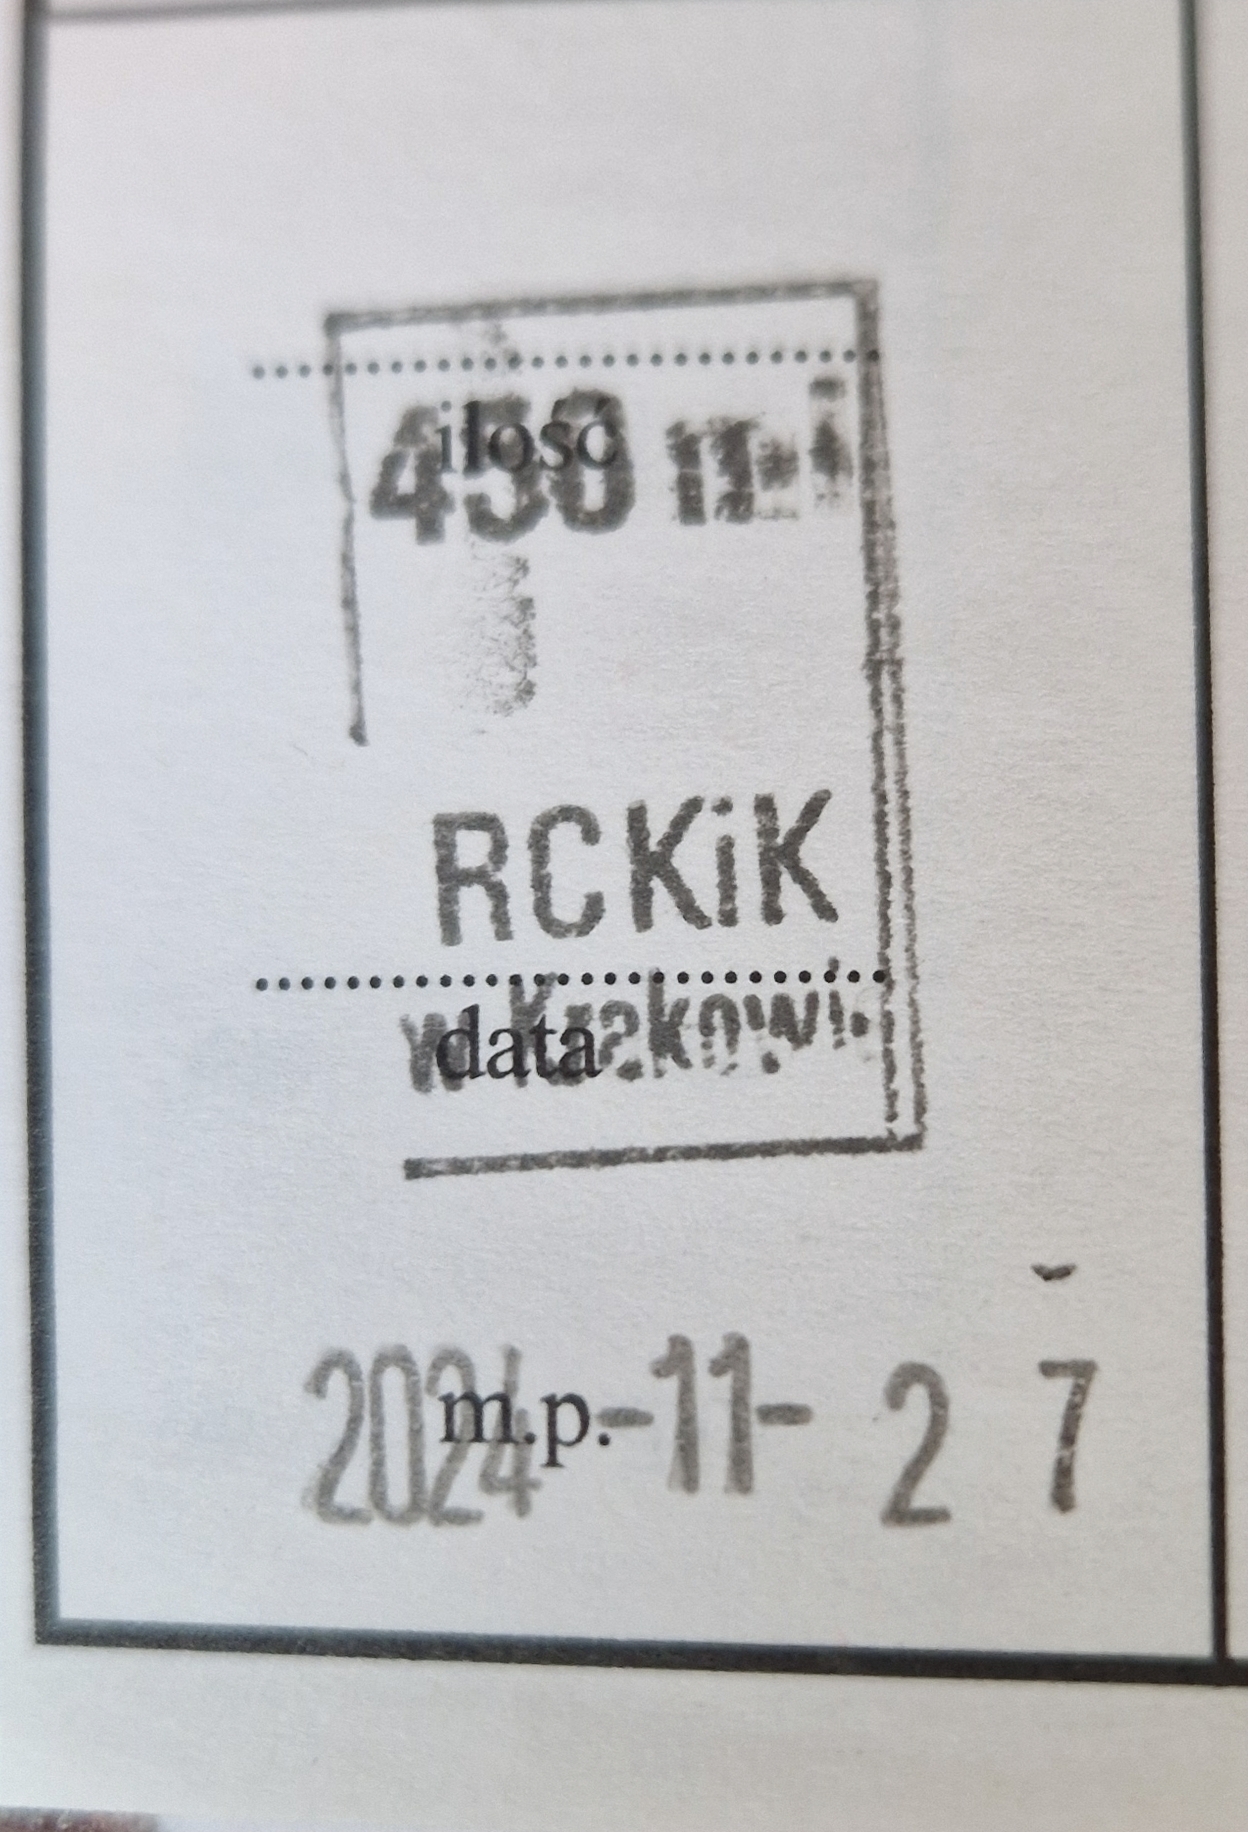 ilość
450 ml
RCKiK
data
w Krakowie
m.p.
2024-11-27